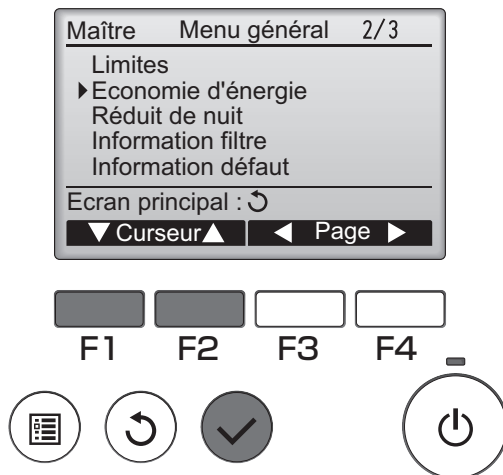 Maître Menu général 2/3
Limites
Economie d'énergie
Réduit de nuit
Information filtre
Information défaut
Ecran principal :
Curseur Page
F1 F2 F3 F4